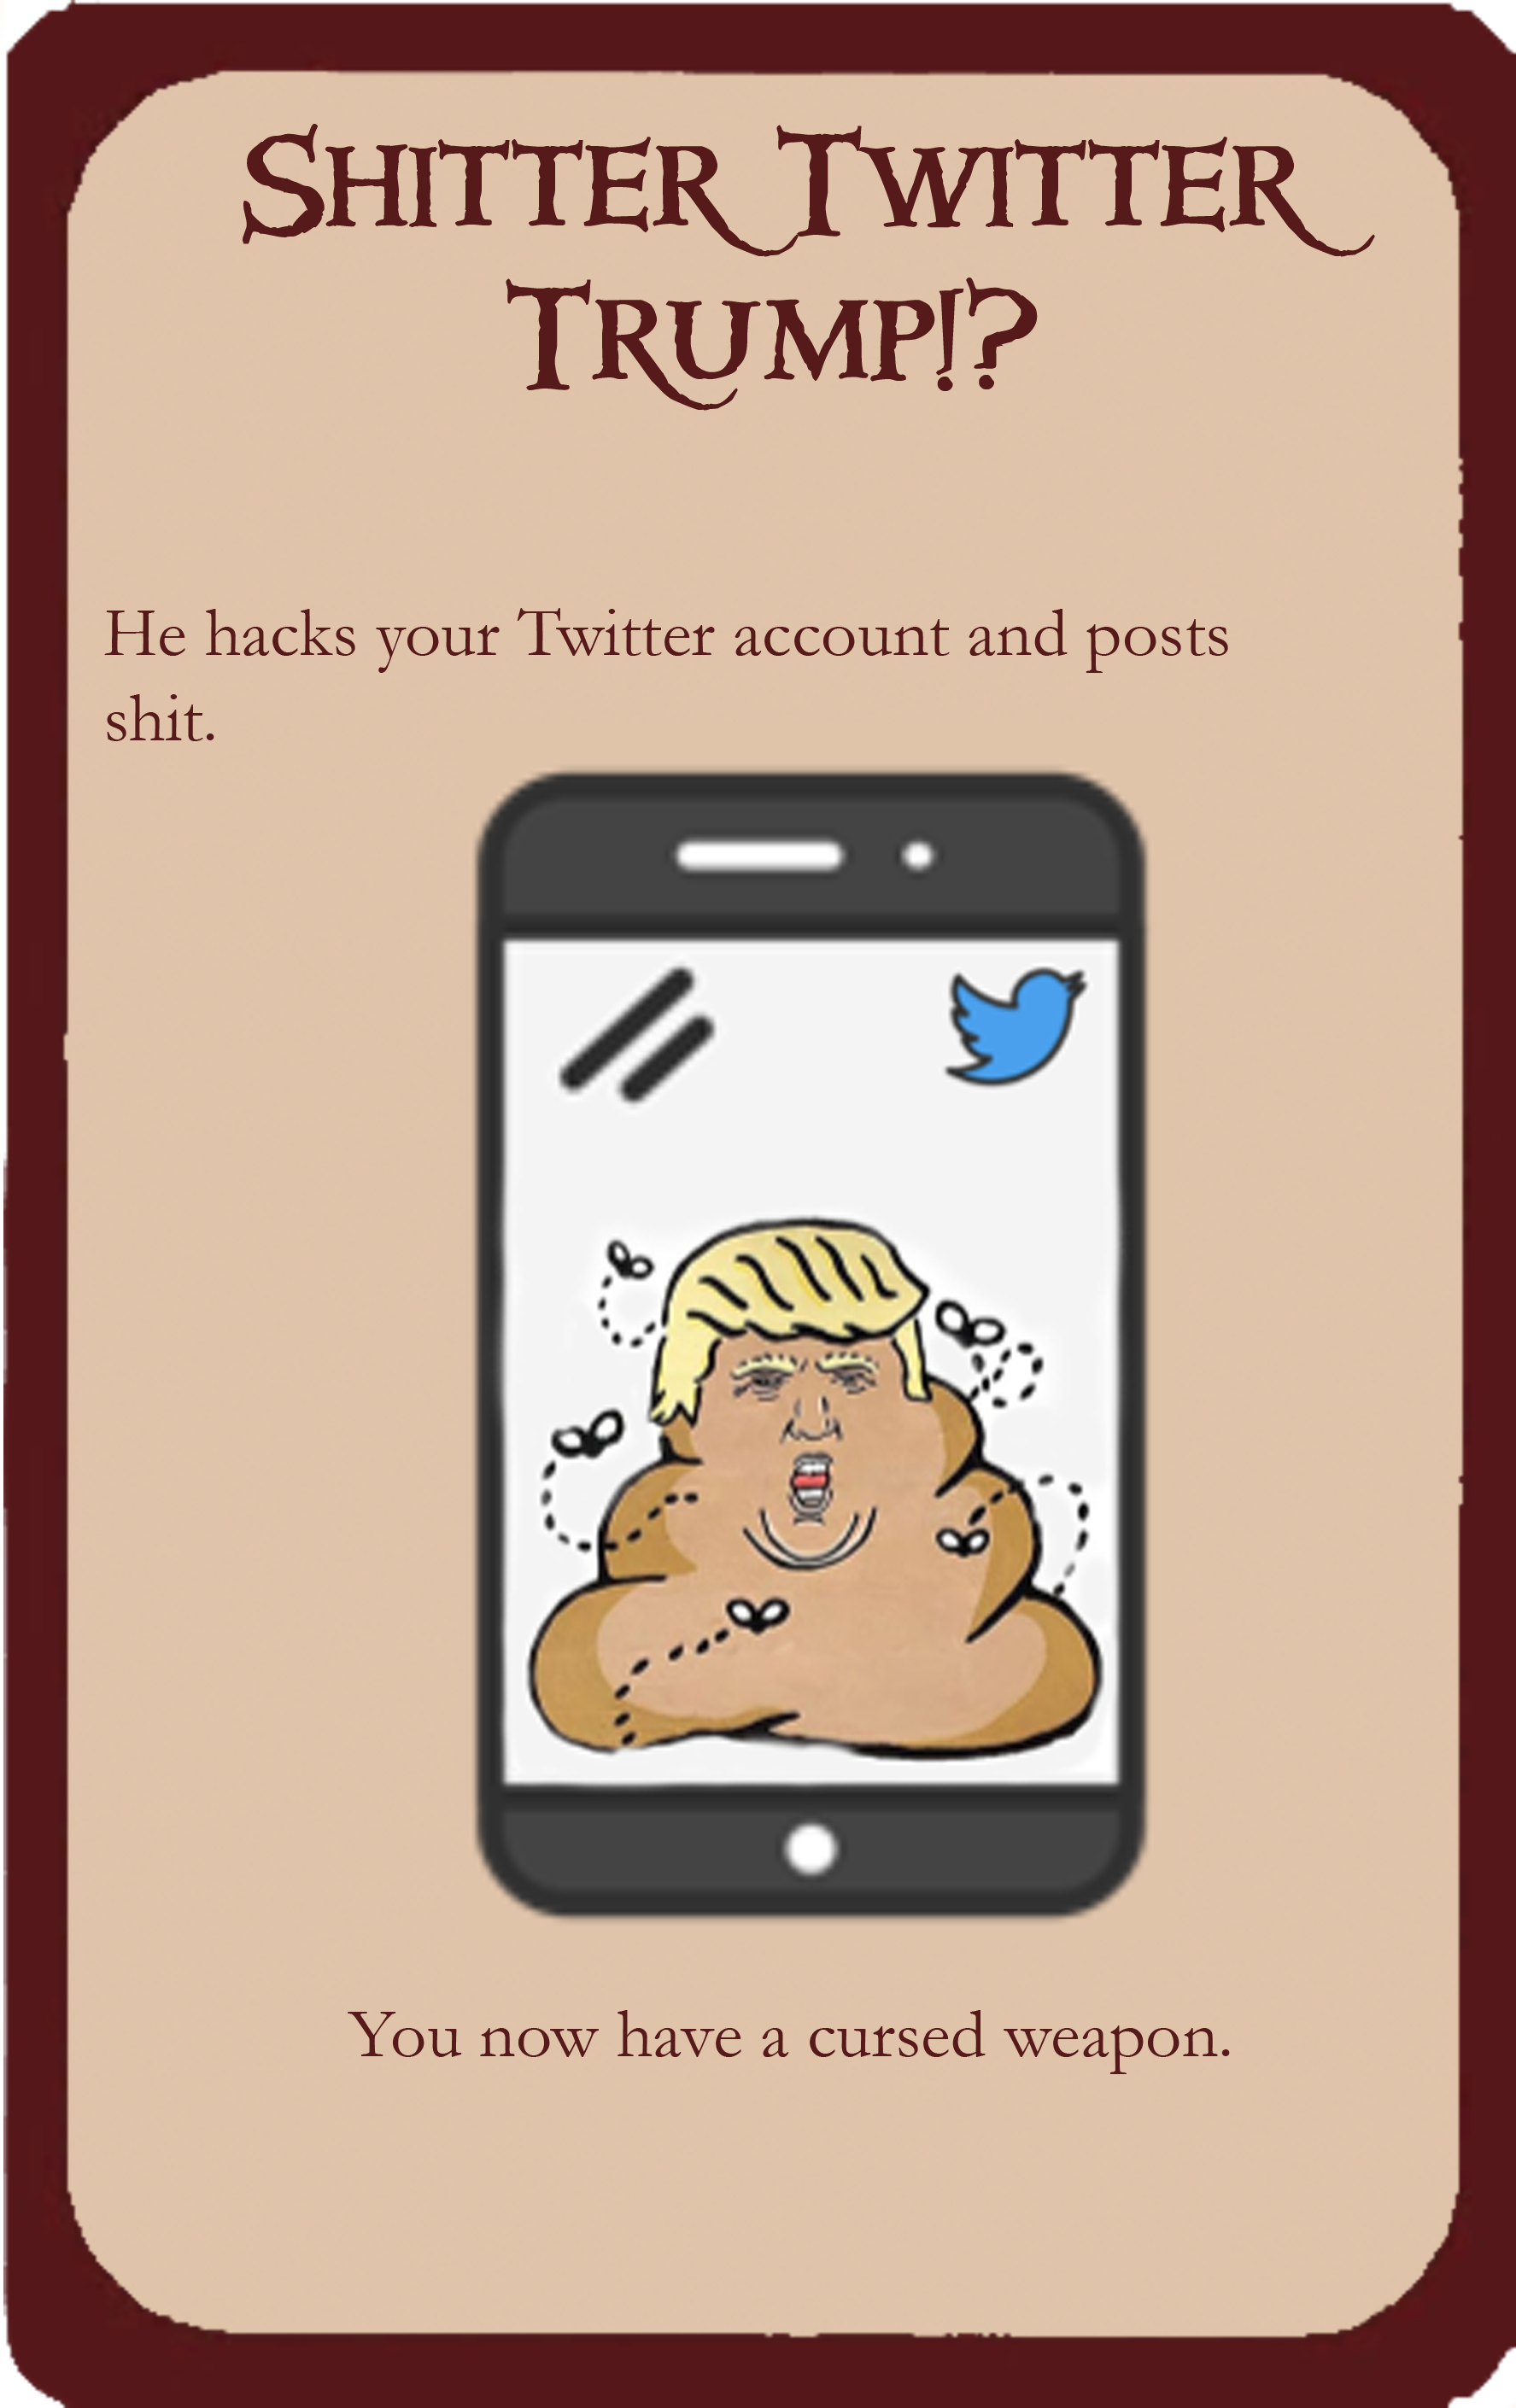 Shitter Twitter
Trump!?
He hacks your Twitter account and posts
shit.
You now have a cursed weapon.